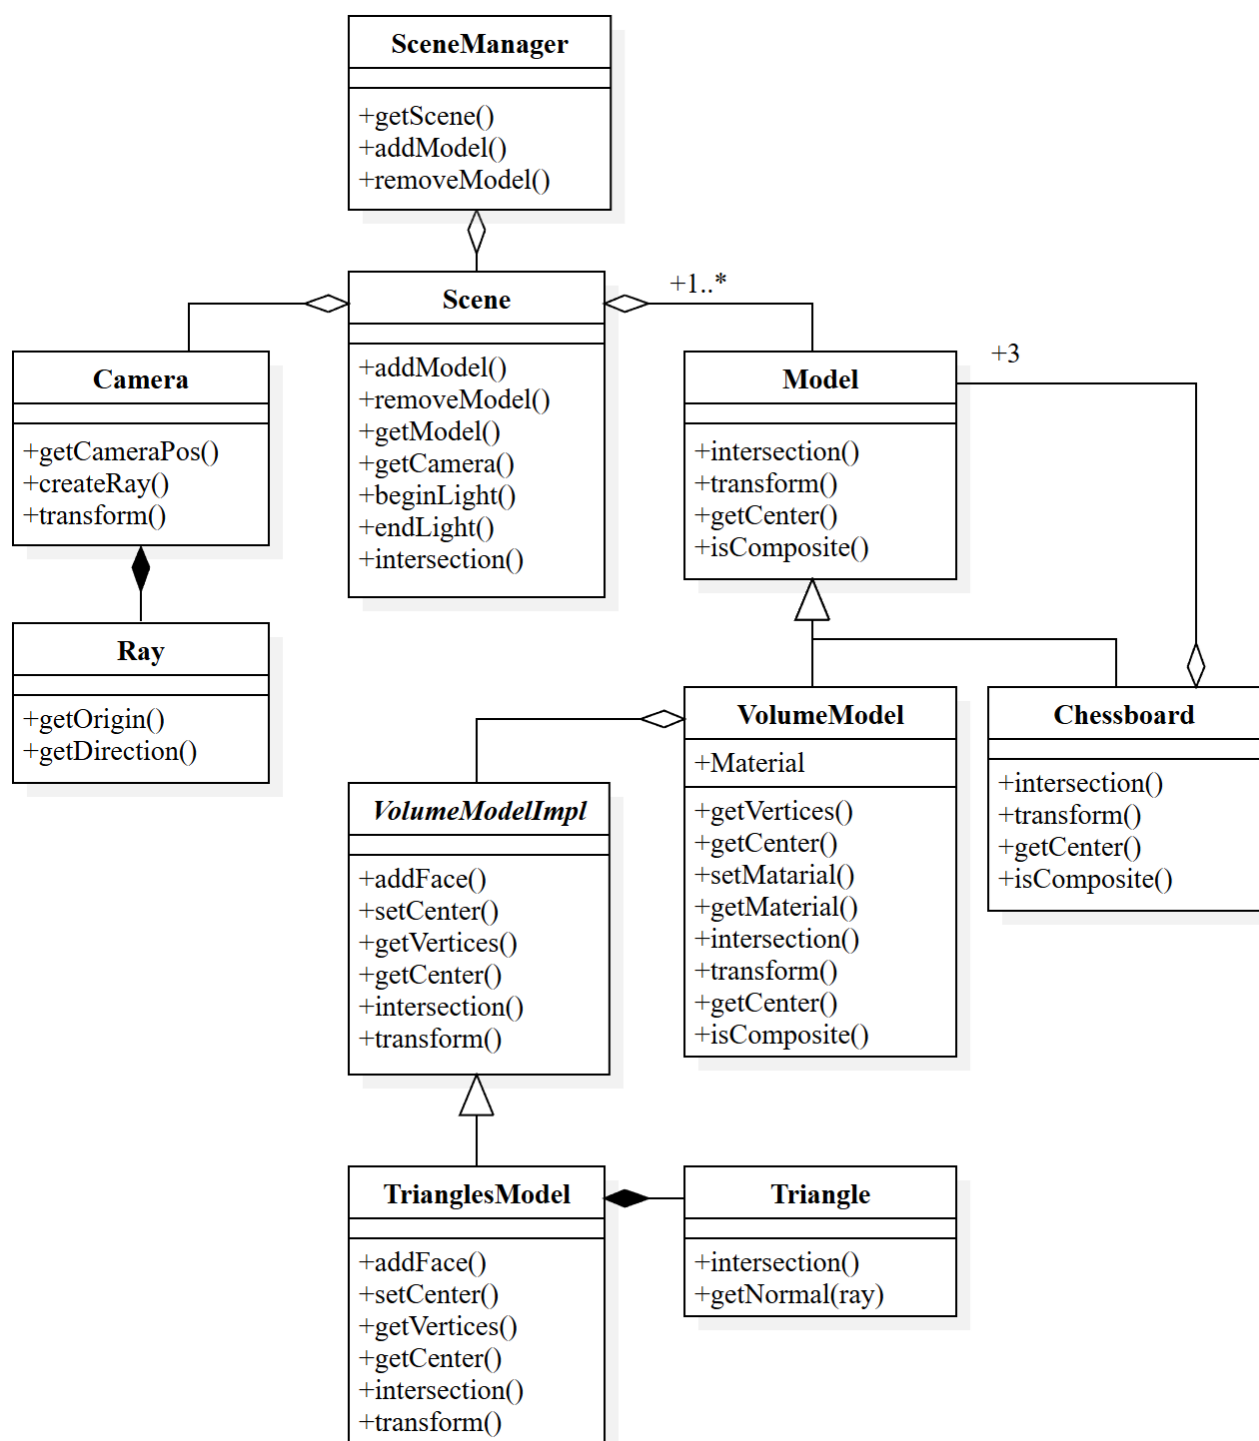 SceneManager
+getScene()
+addModel()
+removeModel()
Scene
+addModel()
+removeModel()
+getModel()
+getCamera()
+beginLight()
+endLight()
+intersection()
+1..*
Camera
+getCameraPos()
+createRay()
+transform()
Model
+intersection()
+transform()
+getCenter()
+isComposite()
+3
Ray
+getOrigin()
+getDirection()
VolumeModel
+Material
+getVertices()
+getCenter()
+setMatarial()
+getMaterial()
+intersection()
+transform()
+getCenter()
+isComposite()
Chessboard
+intersection()
+transform()
+getCenter()
+isComposite()
VolumeModelImpl
+addFace()
+setCenter()
+getVertices()
+getCenter()
+intersection()
+transform()
TrianglesModel
+addFace()
+setCenter()
+getVertices()
+getCenter()
+intersection()
+transform()
Triangle
+intersection()
+getNormal(ray)